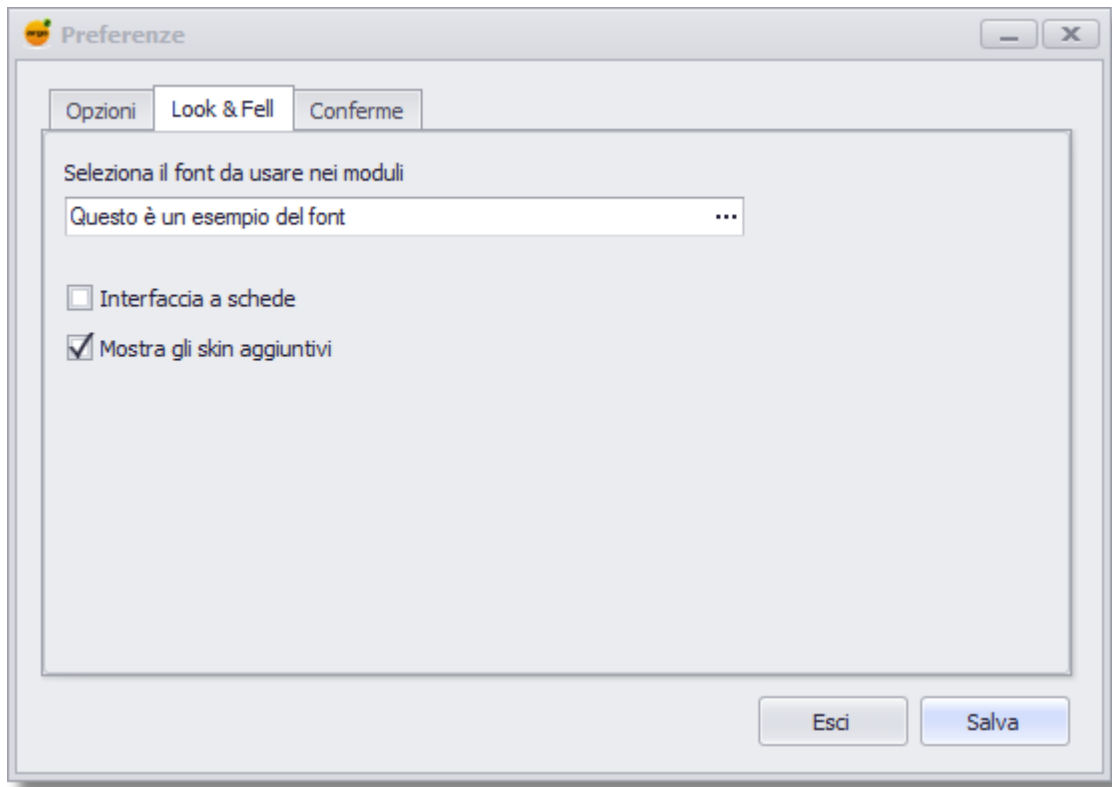 Preferenze
Opzioni Look & Fell Conferme
Seleziona il font da usare nei moduli
Questo è un esempio del font ...
Interfaccia a schede
Mostra gli skin aggiuntivi
Esci Salva